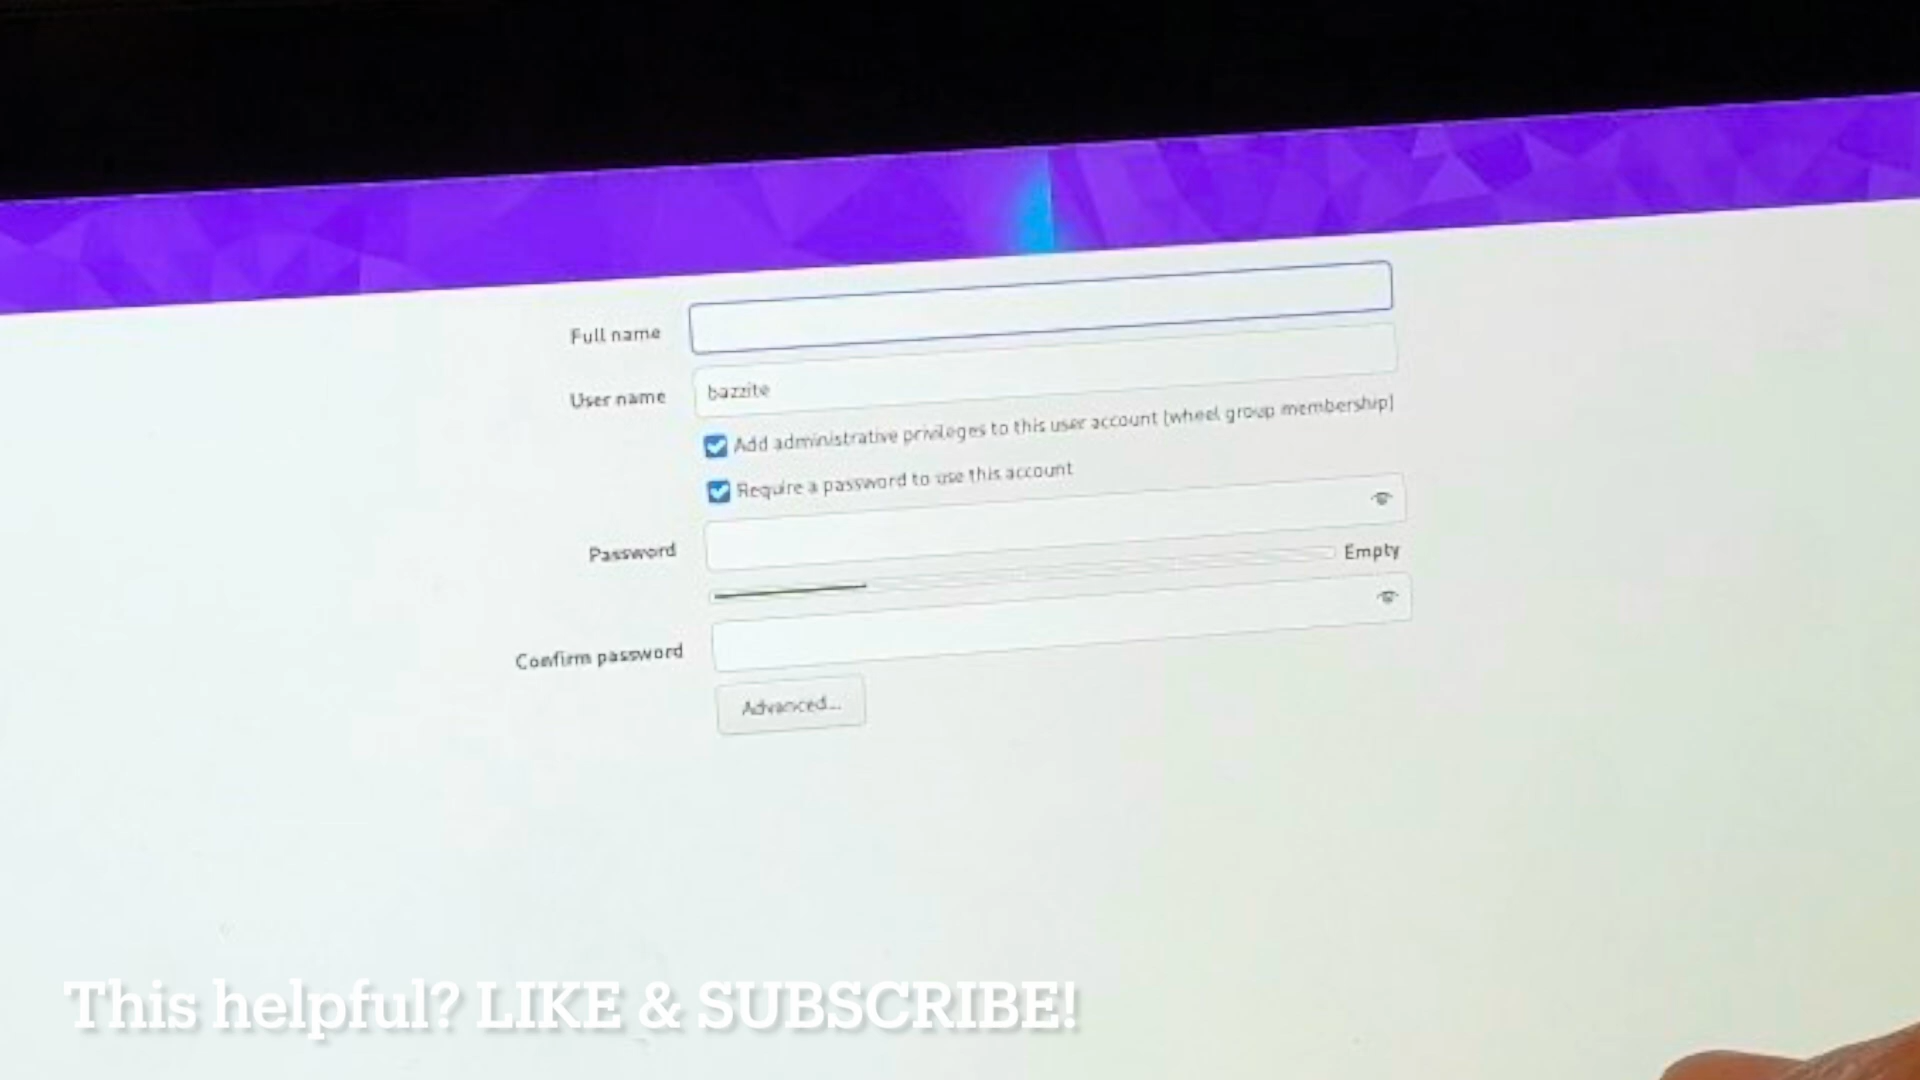 Full name
User name bazzite
Add administrative privileges to this user account (wheel group membership)
Require a password to use this account
Password
Empty
Confirm password
Advanced...
This helpful? LIKE & SUBSCRIBE!